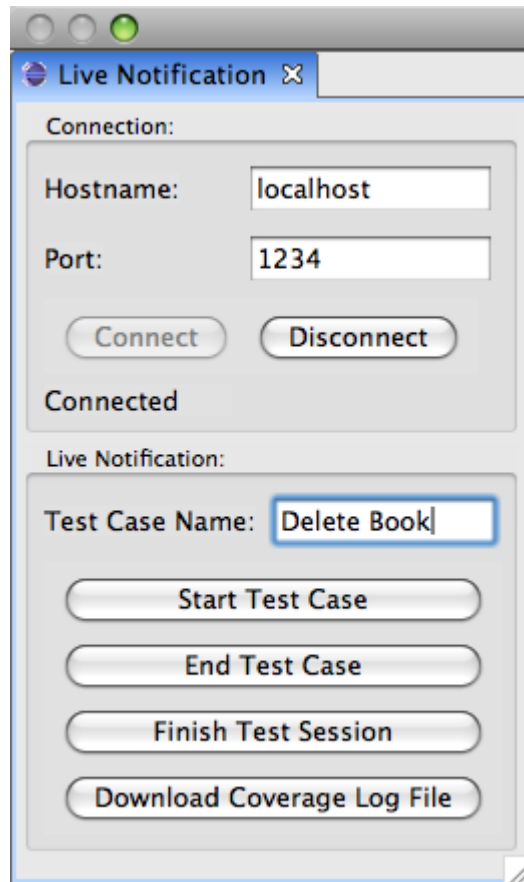 Live Notification
Connection:
Hostname: localhost
Port: 1234
Connect Disconnect
Connected
Live Notification:
Test Case Name: Delete Book
Start Test Case
End Test Case
Finish Test Session
Download Coverage Log File